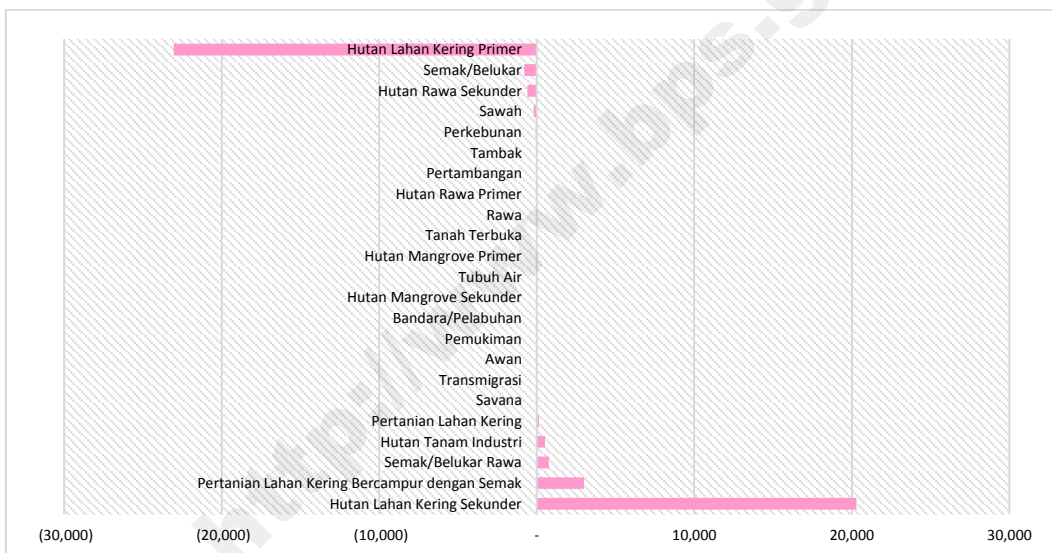 Hutan Lahan Kering Primer
Semak/Belukar
Hutan Rawa Sekunder
Sawah
Perkebunan
Tambak
Pertambangan
Hutan Rawa Primer
Rawa
Tanah Terbuka
Hutan Mangrove Primer
Tubuh Air
Hutan Mangrove Sekunder
Bandara/Pelabuhan
Pemukiman
Awan
Transmigrasi
Savana
Pertanian Lahan Kering
Hutan Tanam Industri
Semak/Belukar Rawa
Pertanian Lahan Kering Bercampur dengan Semak
Hutan Lahan Kering Sekunder
(30,000) (20,000) (10,000) - 10,000 20,000 30,000
http://www.bps.g